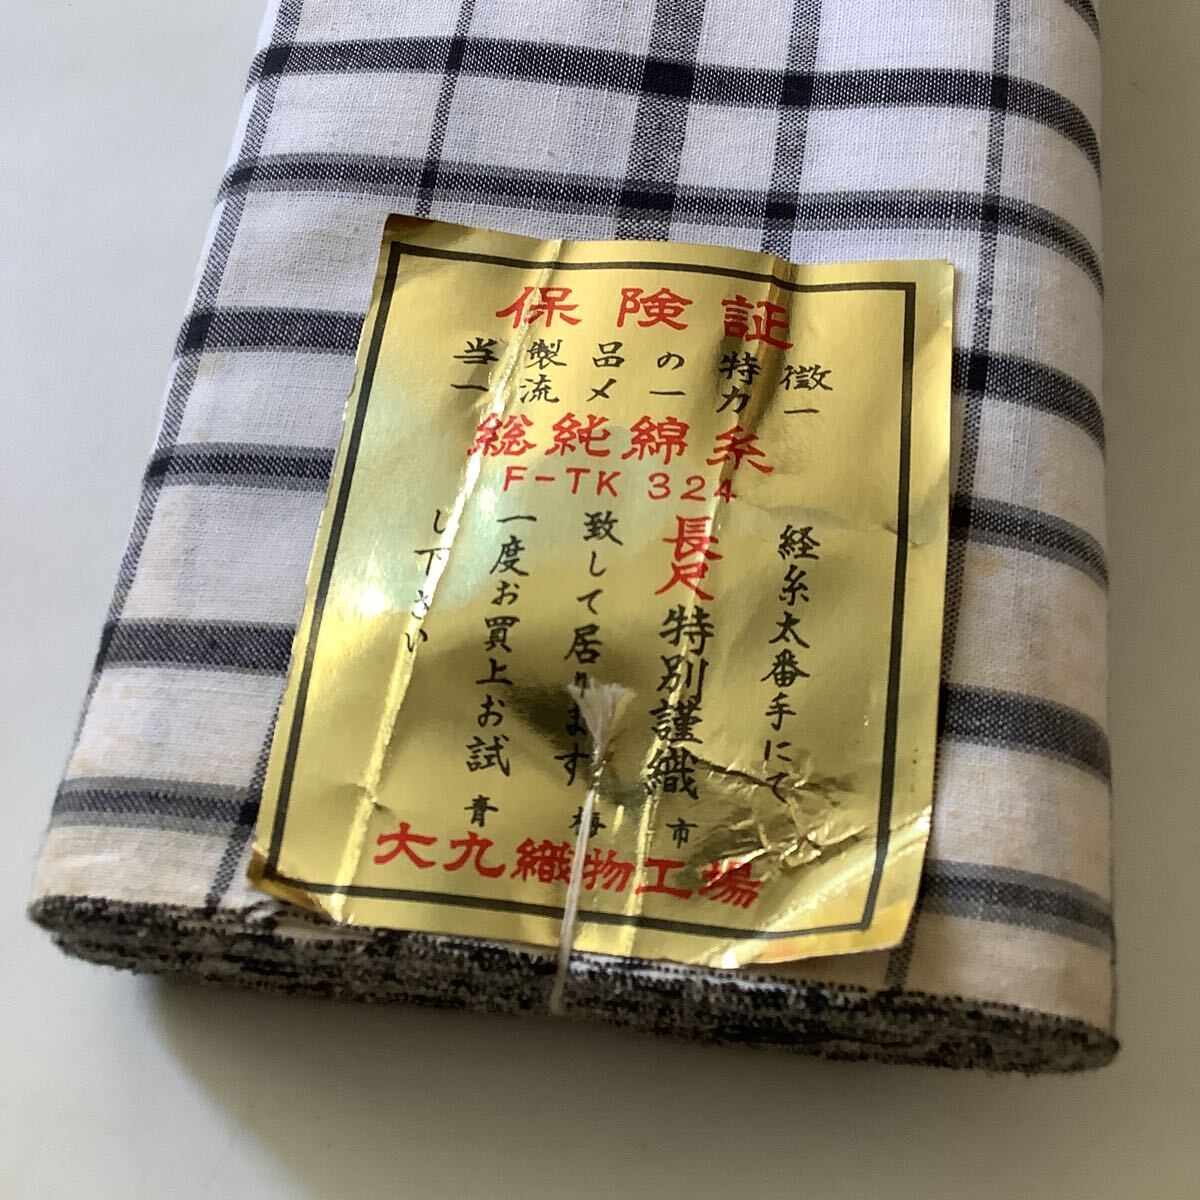 保険証
当製品の特徴
一流メーカー
総純綿糸
F-TK 324
経糸太番手にて
長尺特別謹織
致して居ります
一度お買上お試
し下さい
青梅市
大九織物工場